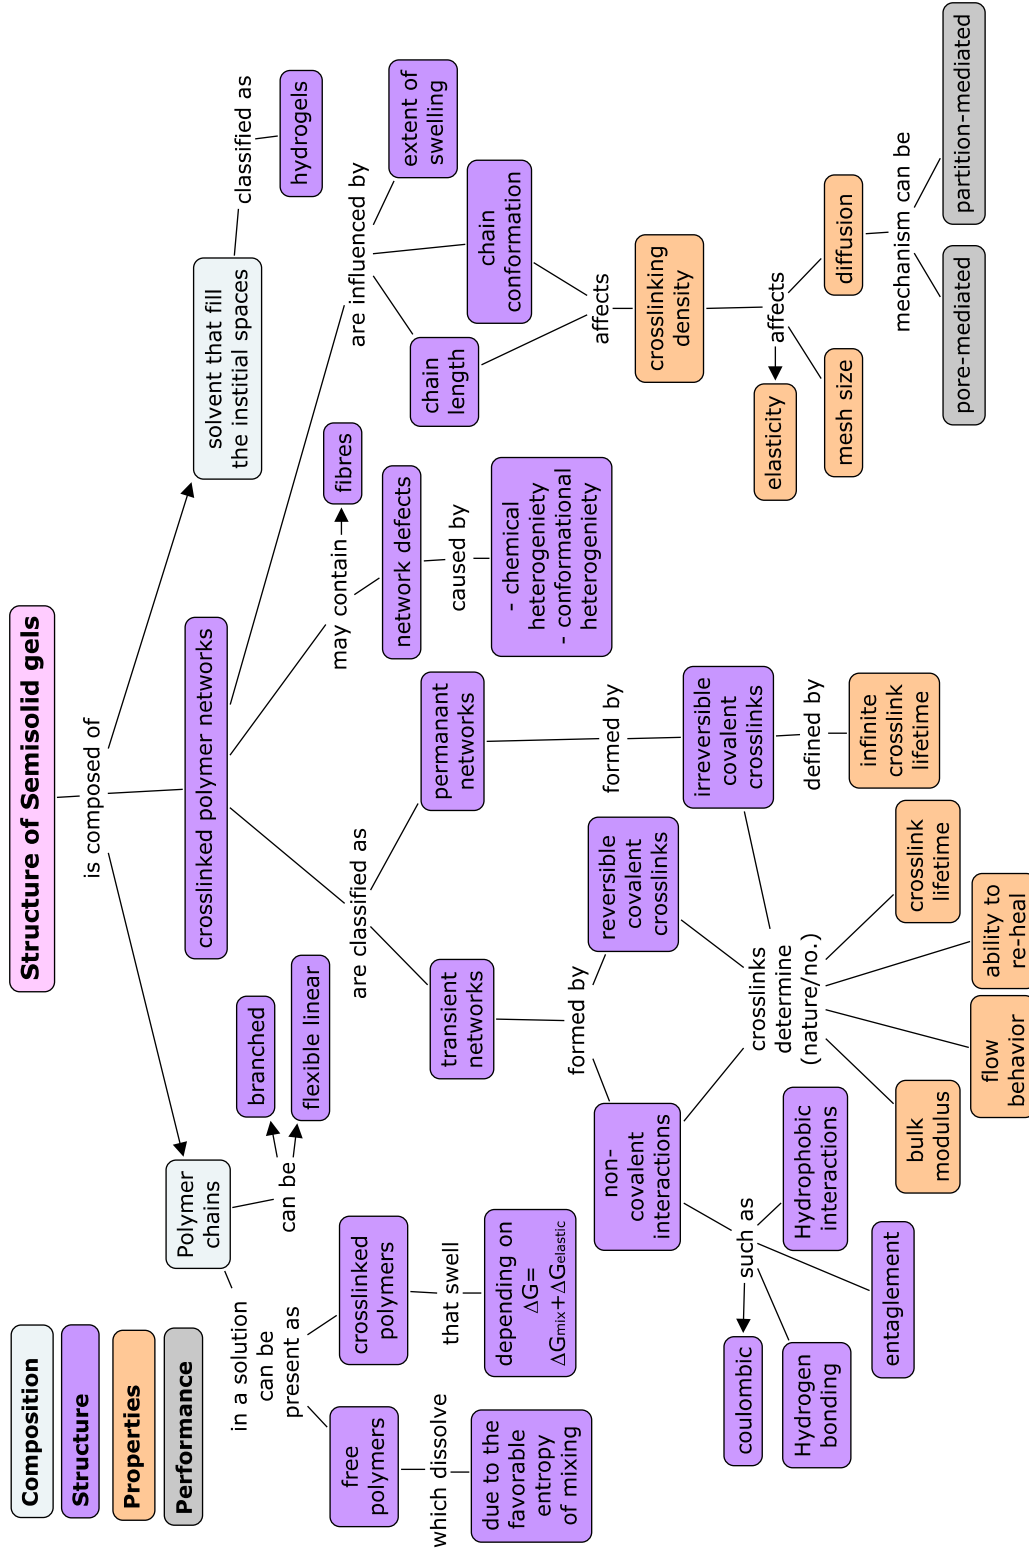 Structure of Semisolid gels
Composition
Structure
Properties
Performance
is composed of
Polymer
chains
crosslinked polymer networks
solvent that fill
the institial spaces
classified as
hydrogels
in a solution
can be
present as
can be
branched
flexible linear
free
polymers
which dissolve
due to the
favorable
entropy
of mixing
crosslinked
polymers
that swell
depending on
ΔG=
ΔGmix+ΔGelastic
are classified as
transient
networks
permanant
networks
may contain
fibres
network defects
caused by
- chemical
heterogeniety
- conformational
heterogeniety
are influenced by
chain
length
chain
conformation
extent of
swelling
affects
crosslinking
density
affects
elasticity
mesh size
diffusion
mechanism can be
pore-mediated
partition-mediated
formed by
non-
covalent
interactions
reversible
covalent
crosslinks
formed by
irreversible
covalent
crosslinks
defined by
infinite
crosslink
lifetime
such as
coulombic
Hydrogen
bonding
entaglement
Hydrophobic
interactions
crosslinks
determine
(nature/no.)
bulk
modulus
flow
behavior
ability to
re-heal
crosslink
lifetime